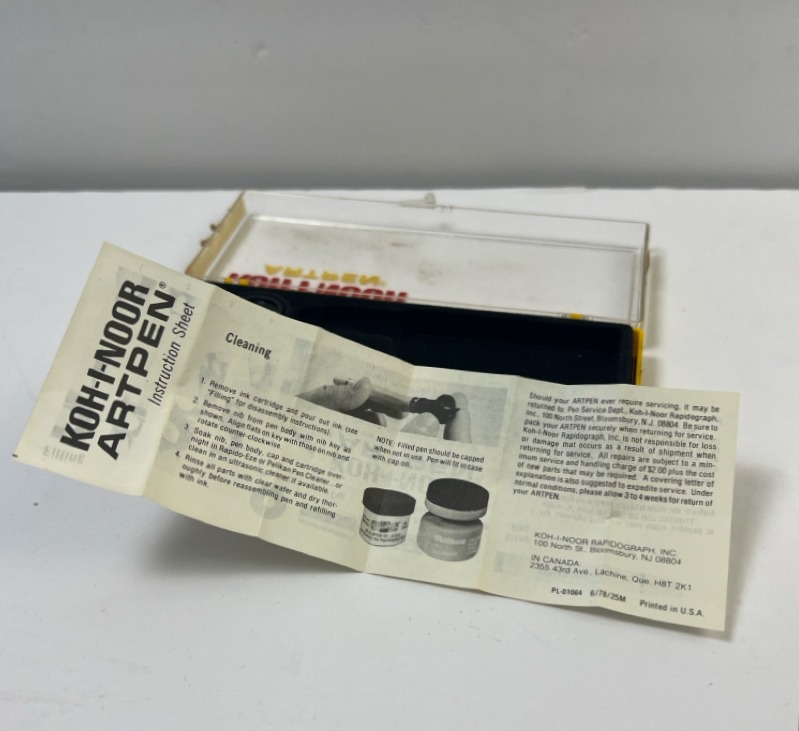 KOH-I-NOOR
ARTPEN®
Instruction Sheet
Cleaning
1. Remove ink cartridge and pour out ink (see
"Filling" for disassembly instructions).
2. Remove nib from pen body with nib key as
shown. Align flats on key with those on nib and
rotate counter-clockwise.
3. Soak nib, pen body, cap and cartridge over-
night in Rapido-Eze or Pelikan Pen Cleaner...or
clean in an ultrasonic cleaner if available.
4. Rinse all parts with clear water and dry thor-
oughly before reassembling pen and refilling
with ink.
NOTE: Filled pen should be capped
when not in use. Pen will fit in case
with cap on.
Pelikan
Should your ARTPEN ever require servicing, it may be
returned to: Pen Service Dept., Koh-I-Noor Rapidograph,
Inc., 100 North Street, Bloomsbury, N.J. 08804. Be sure to
pack your ARTPEN securely when returning for service.
Koh-I-Noor Rapidograph, Inc. is not responsible for loss
or damage that occurs as a result of shipment when
returning for service. All repairs are subject to a min-
imum service and handling charge of $2.00 plus the cost
of new parts that may be required. A covering letter of
explanation is also suggested to expedite service. Under
normal conditions, please allow 3 to 4 weeks for return of
your ARTPEN.
KOH-I-NOOR RAPIDOGRAPH, INC.
100 North St., Bloomsbury, NJ 08804
IN CANADA:
2355 43rd Ave., Lachine, Que. H8T 2K1
PL-01064 6/78/25M Printed in U.S.A.
ARTPEN
KOH-I-NOOR